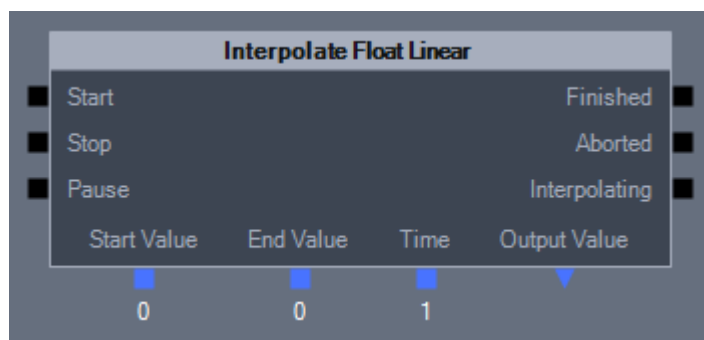 Interpolate Float Linear
Start Finished
Stop Aborted
Pause Interpolating
Start Value End Value Time Output Value
0 0 1